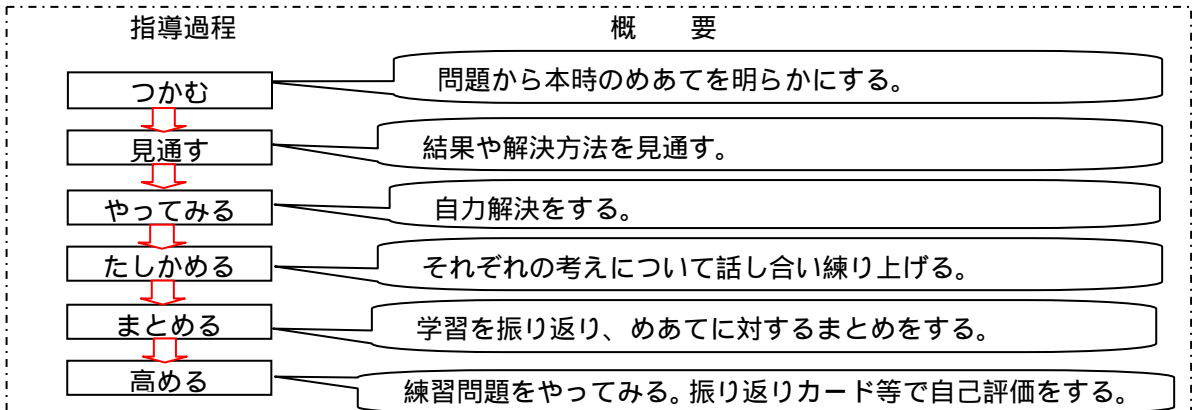 指導過程 概 要
つかむ 問題から本時のめあてを明らかにする。
見通す 結果や解決方法を見通す。
やってみる 自力解決をする。
たしかめる それぞれの考えについて話し合い練り上げる。
まとめる 学習を振り返り、めあてに対するまとめをする。
高める 練習問題をやってみる。振り返りカード等で自己評価をする。